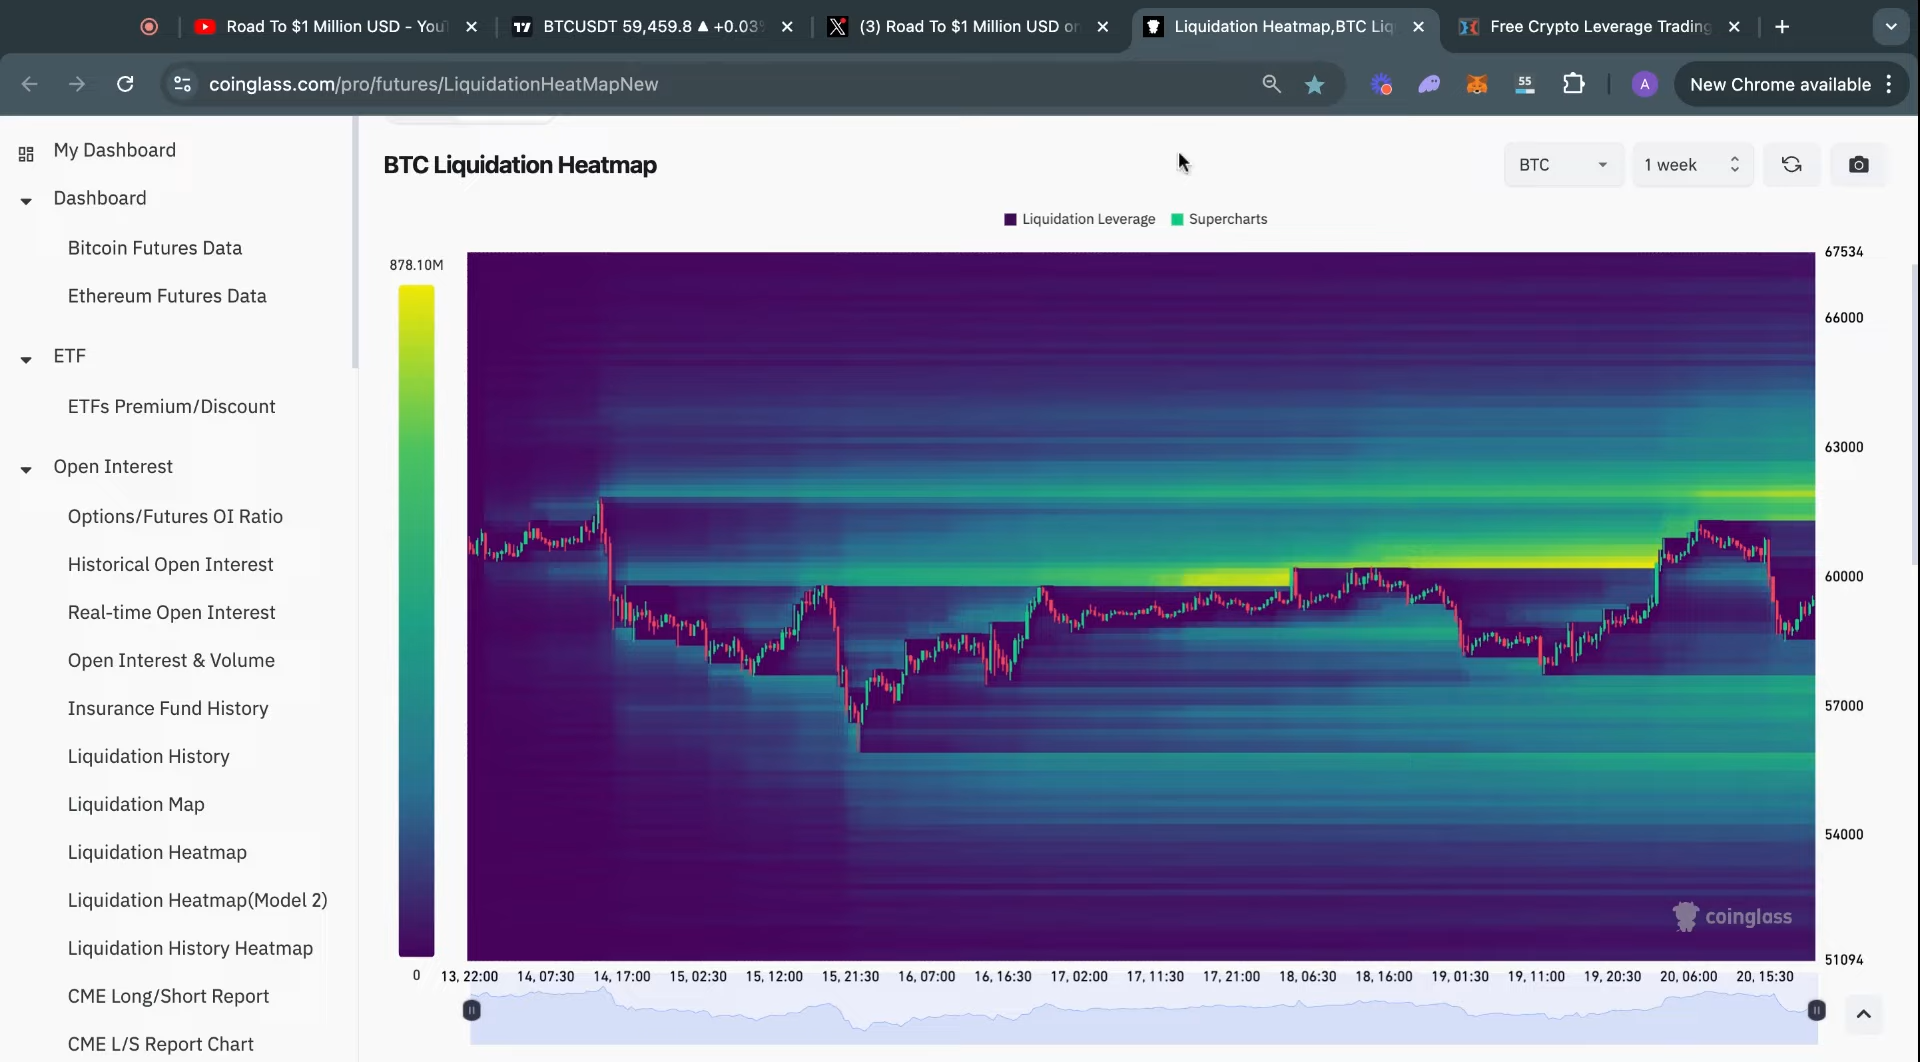 Road To $1 Million USD - You
BTCUSDT 59,459.8 ▲ +0.03%
(3) Road To $1 Million USD on
Liquidation Heatmap,BTC Liq
Free Crypto Leverage Trading
coinglass.com/pro/futures/LiquidationHeatMapNew
55
A
New Chrome available
My Dashboard
Dashboard
Bitcoin Futures Data
Ethereum Futures Data
ETF
ETFs Premium/Discount
Open Interest
Options/Futures OI Ratio
Historical Open Interest
Real-time Open Interest
Open Interest & Volume
Insurance Fund History
Liquidation History
Liquidation Map
Liquidation Heatmap
Liquidation Heatmap(Model 2)
Liquidation History Heatmap
CME Long/Short Report
CME L/S Report Chart
BTC Liquidation Heatmap
BTC
1 week
Liquidation Leverage
Supercharts
878.10M
0
67534
66000
63000
60000
57000
54000
51094
coinglass
13, 22:00
14, 07:30
14, 17:00
15, 02:30
15, 12:00
15, 21:30
16, 07:00
16, 16:30
17, 02:00
17, 11:30
17, 21:00
18, 06:30
18, 16:00
19, 01:30
19, 11:00
19, 20:30
20, 06:00
20, 15:30